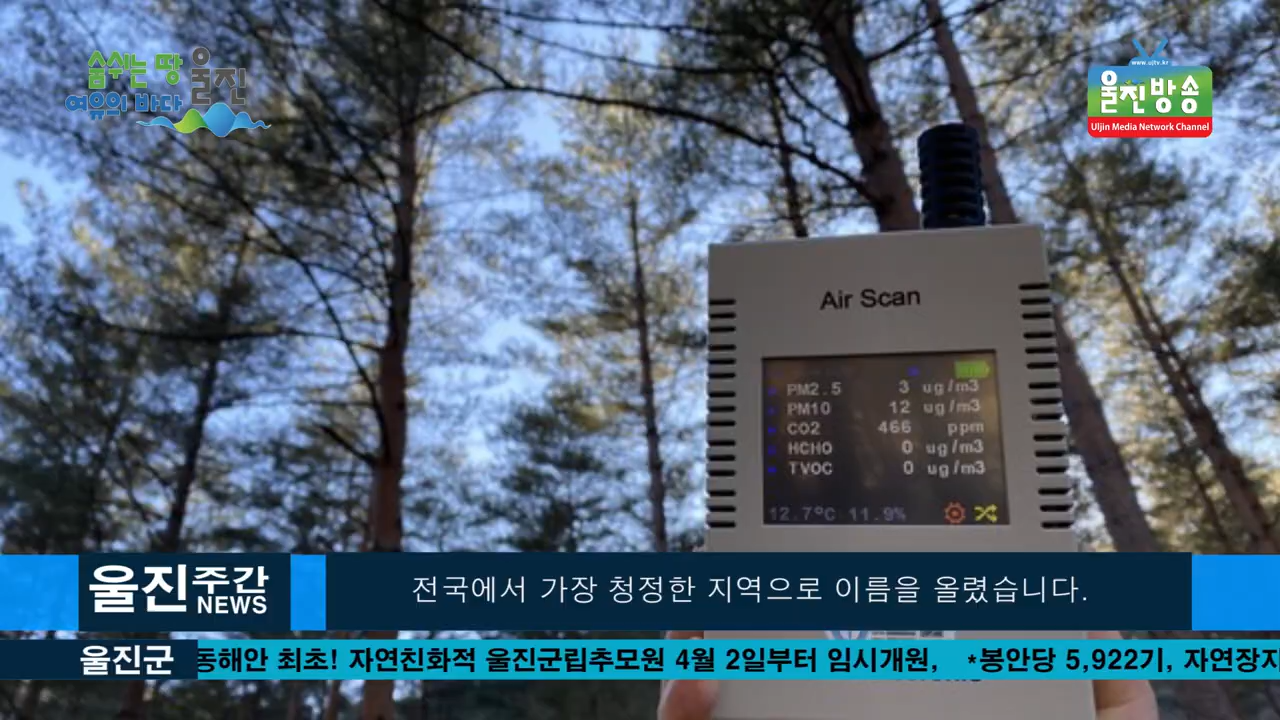 숨쉬는 땅
여유의 바다
울진
www.ujtv.kr
울진방송
Uljin Media Network Channel
Air Scan
PM2.5 3 ug/m3
PM10 12 ug/m3
CO2 466 ppm
HCHO 0 ug/m3
TVOC 0 ug/m3
12.7°C 11.9%
울진주간
NEWS
전국에서 가장 청정한 지역으로 이름을 올렸습니다.
울진군
동해안 최초! 자연친화적 울진군립추모원 4월 2일부터 임시개원, *봉안당 5,922기, 자연장지